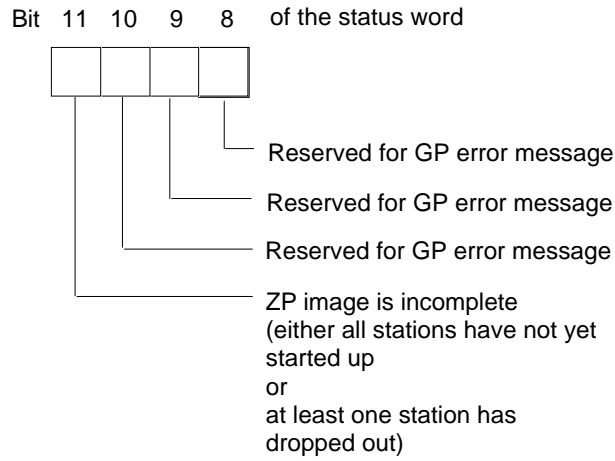 Bit 11 10 9 8 of the status word
Reserved for GP error message
Reserved for GP error message
Reserved for GP error message
ZP image is incomplete
(either all stations have not yet
started up
or
at least one station has
dropped out)